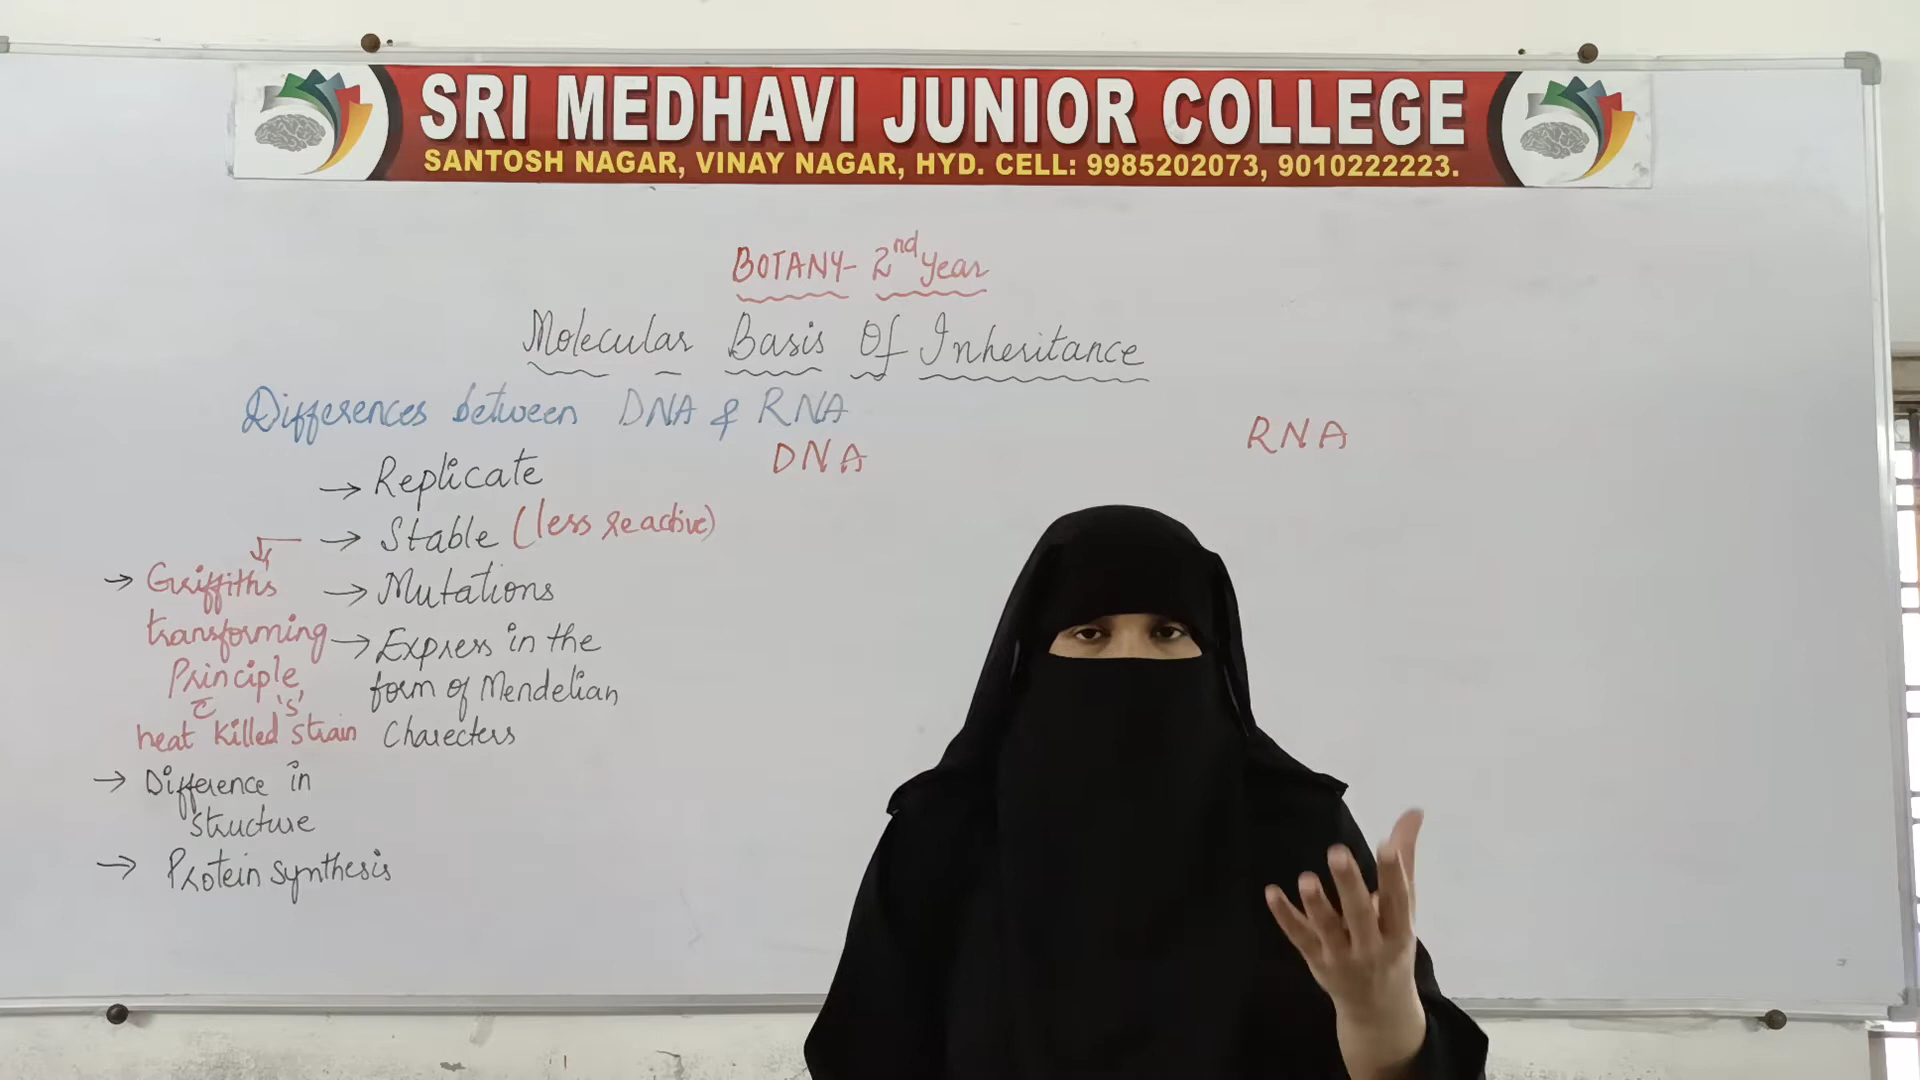 SRI MEDHAVI JUNIOR COLLEGE
SANTOSH NAGAR, VINAY NAGAR, HYD. CELL: 9985202073, 9010222223.
BOTANY- 2nd Year
Molecular Basis Of Inheritance
Differences between DNA & RNA
DNA
RNA
→ Replicate
→ Stable (less reactive)
→ Mutations
→ Express in the
form of Mendelian
Charecters
→ Griffiths
transforming
Principle
c̅ 's'
heat killed strain
→ Difference in
structure
→ Protein synthesis